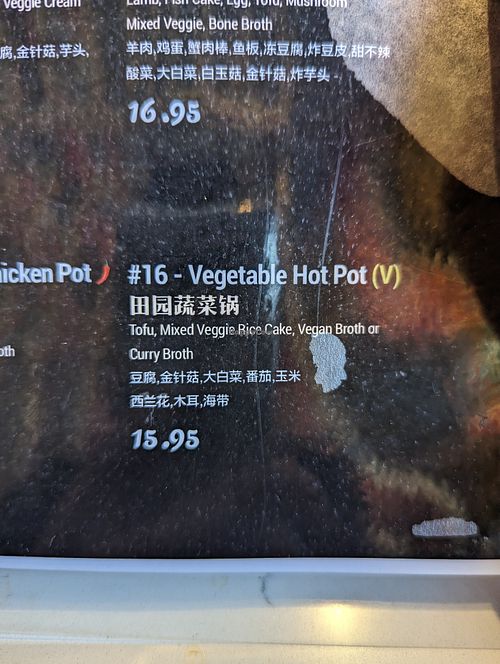 Veggie Cream
腐,金针菇,芋头,
Lamb, Fish Cake, Egg, Tofu, Mushroom
Mixed Veggie, Bone Broth
羊肉,鸡蛋,蟹肉棒,鱼板,冻豆腐,炸豆皮,甜不辣
酸菜,大白菜,白玉菇,金针菇,炸芋头
16.95
hicken Pot
#16 - Vegetable Hot Pot (V)
田园蔬菜锅
Tofu, Mixed Veggie Rice Cake, Vegan Broth or
Curry Broth
豆腐,金针菇,大白菜,番茄,玉米
西兰花,木耳,海带
15.95
oth